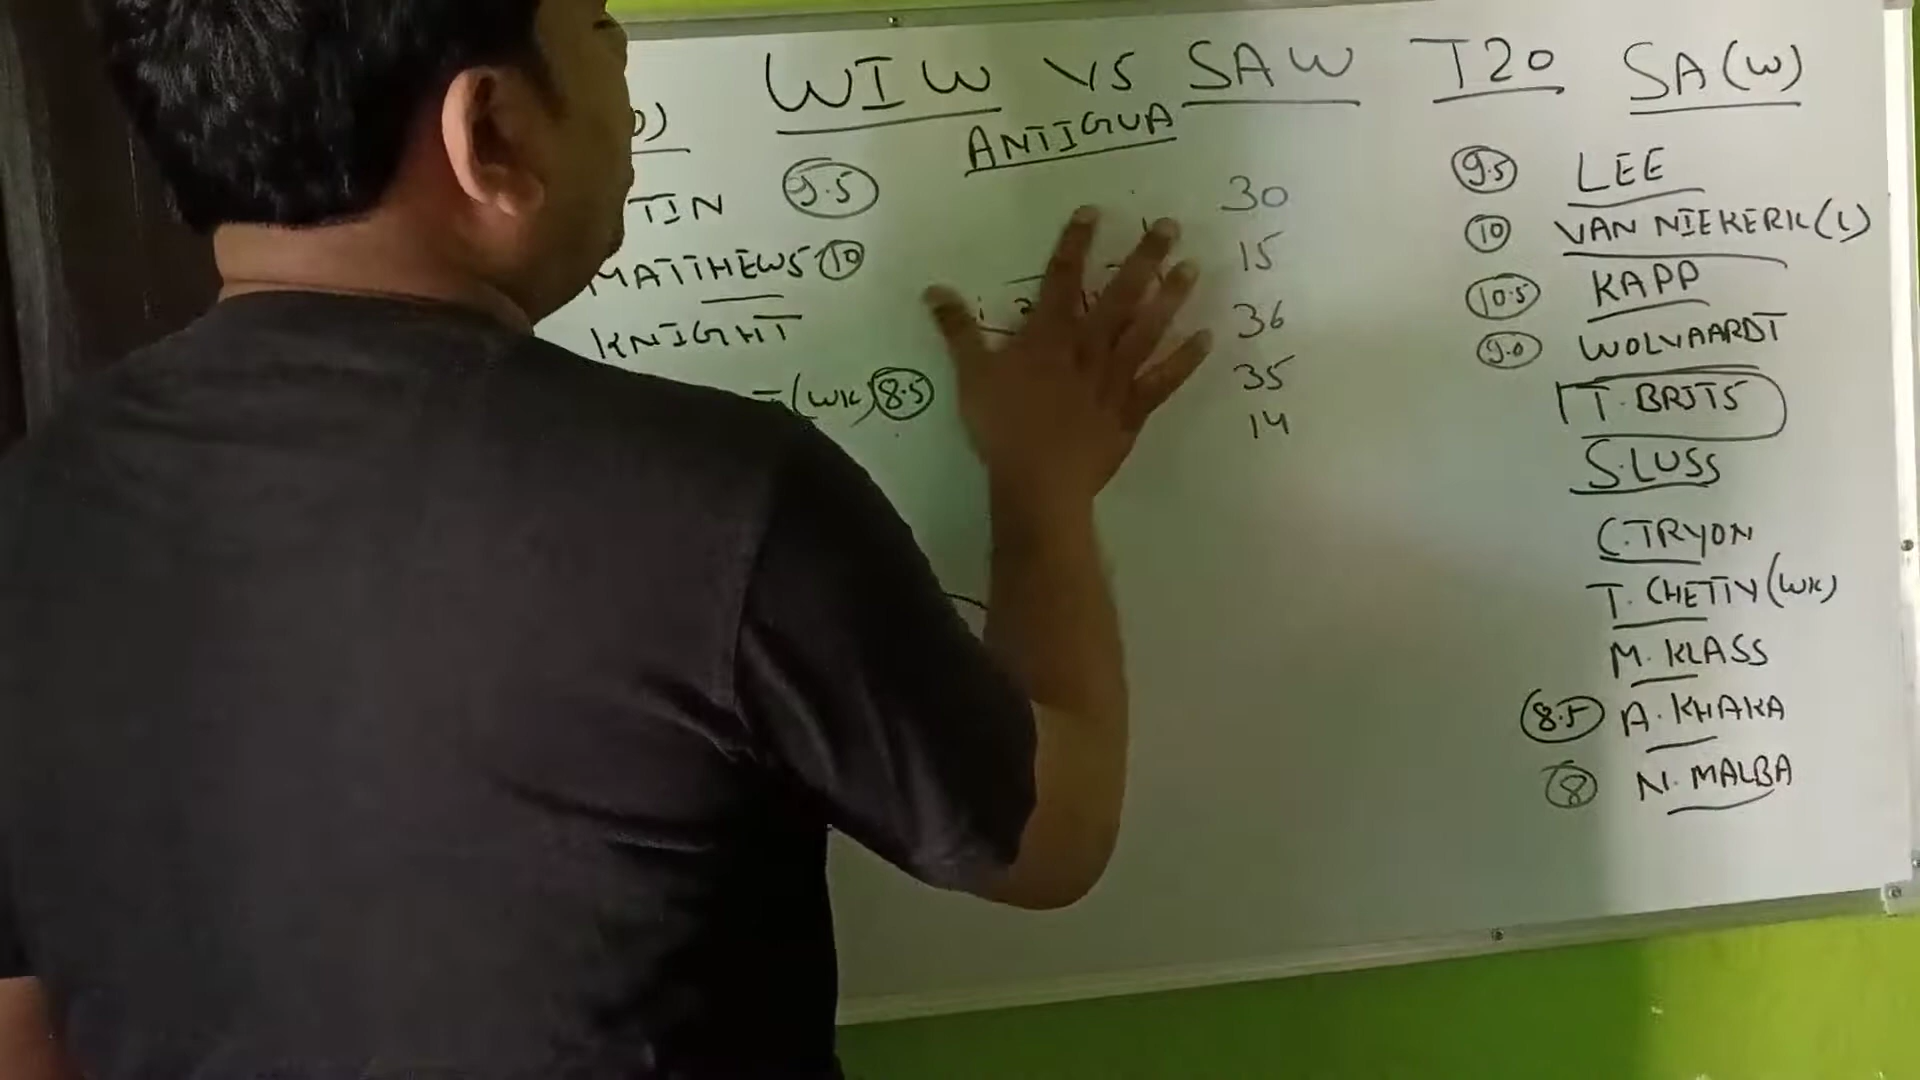 WIW VS SAW T20 SA(W)
ANTIGUA
TIN 9.5
MATTHEWS 10
KNIGHT
(WK) 8.5
30
15
36
35
14
9.5 LEE
10 VAN NIEKERK(C)
10.5 KAPP
9.0 WOLVAARDT
T. BRITS
S.LUSS
C.TRYON
T. CHETTY(WK)
M. KLASS
8.5 A. KHAKA
8 N. MALBA